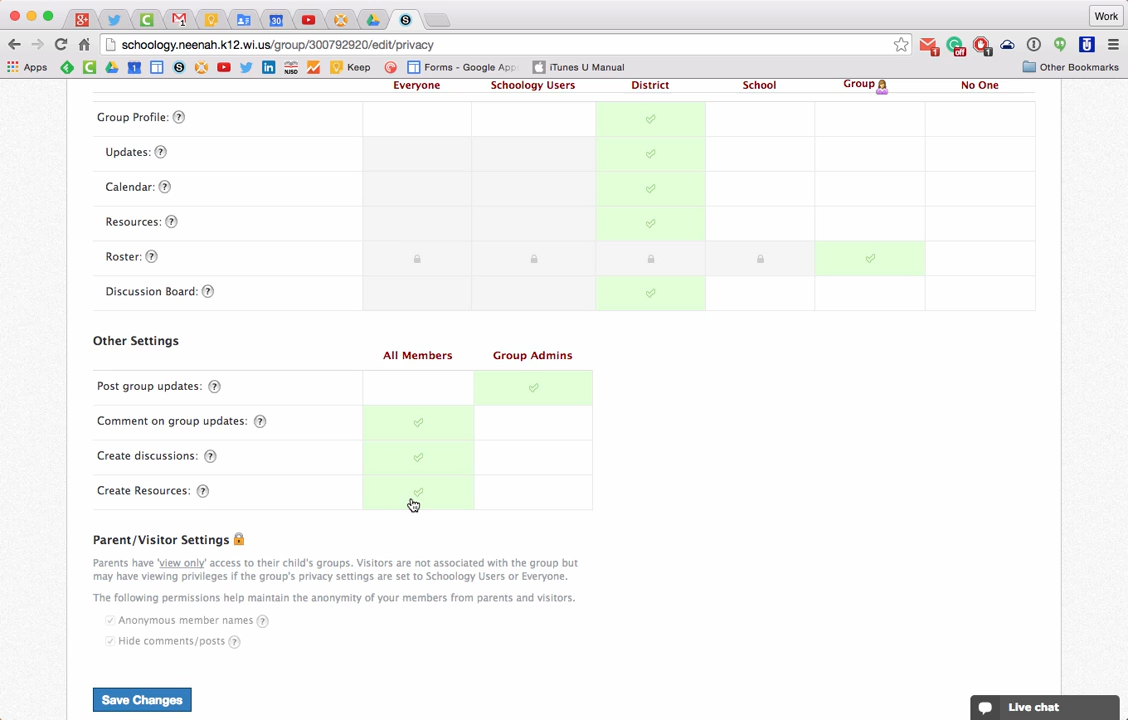 Work
schoology.neenah.k12.wi.us/group/300792920/edit/privacy
Apps
Keep
Forms - Google App
iTunes U Manual
Other Bookmarks
Everyone Schoology Users District School Group No One
Group Profile: ?
Updates: ?
Calendar: ?
Resources: ?
Roster: ?
Discussion Board: ?
Other Settings
All Members Group Admins
Post group updates: ?
Comment on group updates: ?
Create discussions: ?
Create Resources: ?
Parent/Visitor Settings
Parents have 'view only' access to their child's groups. Visitors are not associated with the group but
may have viewing privileges if the group's privacy settings are set to Schoology Users or Everyone.
The following permissions help maintain the anonymity of your members from parents and visitors.
Anonymous member names ?
Hide comments/posts ?
Save Changes
Live chat